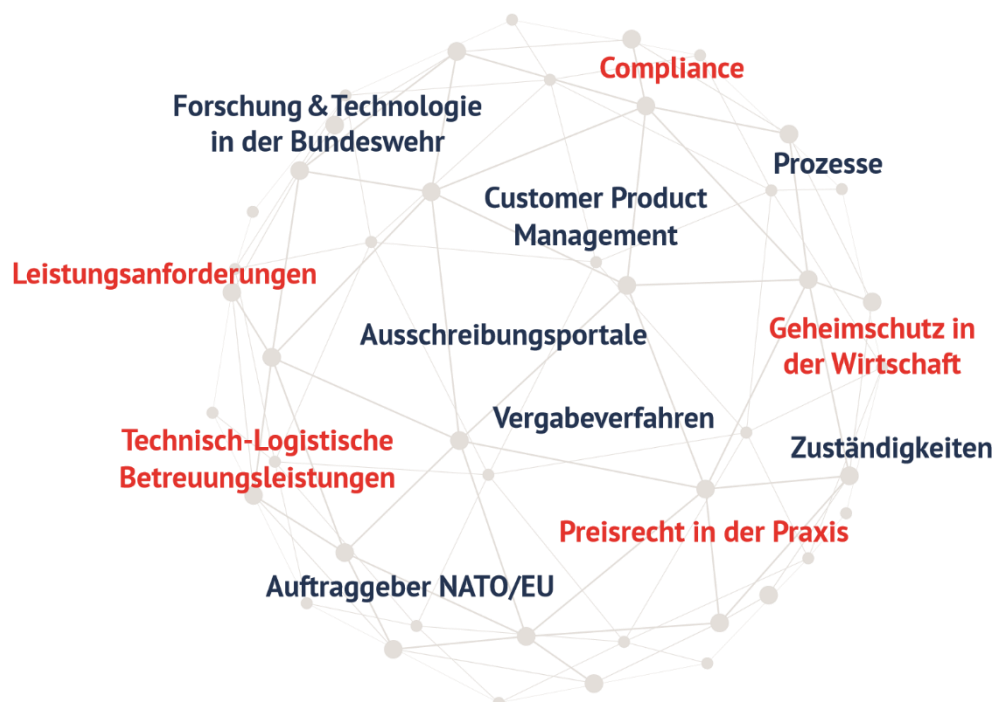 Compliance
Forschung & Technologie
in der Bundeswehr
Prozesse
Customer Product
Management
Leistungsanforderungen
Geheimschutz in
der Wirtschaft
Ausschreibungsportale
Vergabeverfahren
Technisch-Logistische
Betreuungsleistungen
Zuständigkeiten
Preisrecht in der Praxis
Auftraggeber NATO/EU